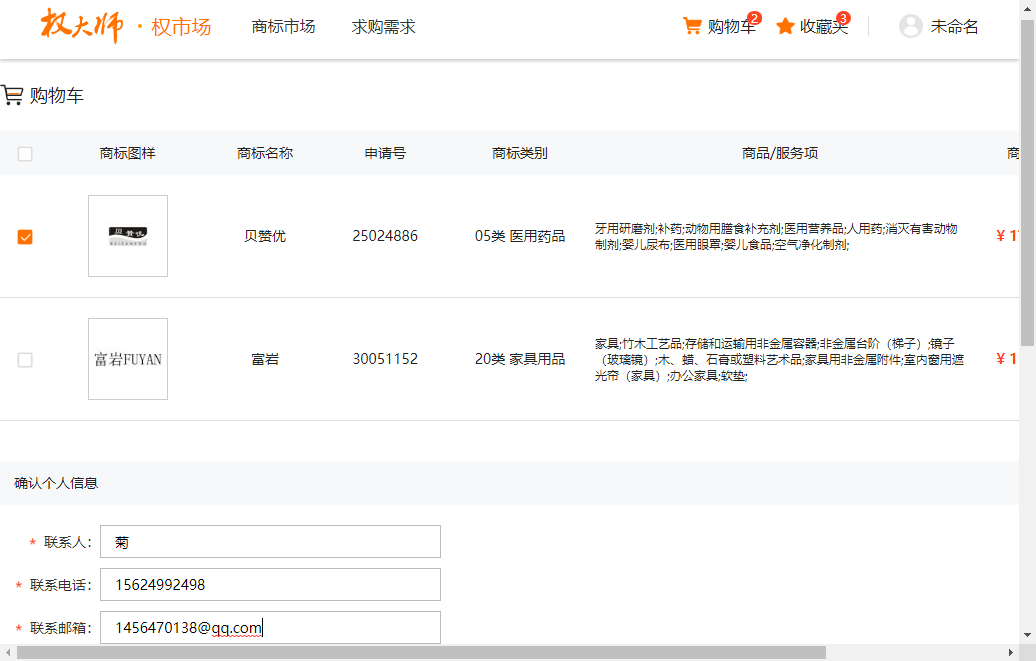 权大师·权市场 商标市场 求购需求 购物车 2 收藏夹 3 未命名
购物车
商标图样 商标名称 申请号 商标类别 商品/服务项 商
贝赞优
贝赞优 25024886 05类 医用药品
牙用研磨剂;补药;动物用膳食补充剂;医用营养品;人用药;消灭有害动物
制剂;婴儿尿布;医用眼罩;婴儿食品;空气净化制剂;
¥ 1
富岩FUYAN
富岩 30051152 20类 家具用品
家具;竹木工艺品;存储和运输用非金属容器;非金属台阶（梯子）;镜子
（玻璃镜）;木、蜡、石膏或塑料艺术品;家具用非金属附件;室内窗用遮
光帘（家具）;办公家具;软垫;
¥ 1
确认个人信息
* 联系人： 菊
* 联系电话： 15624992498
* 联系邮箱： 1456470138@qq.com